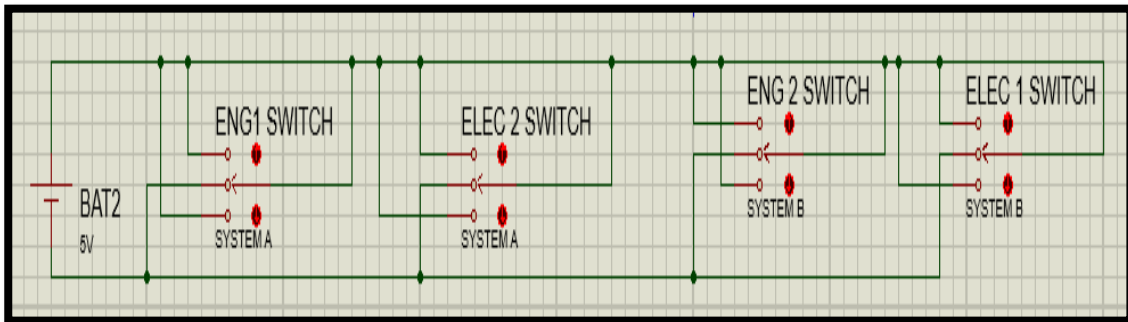 ENG1 SWITCH
SYSTEM A
ELEC 2 SWITCH
SYSTEM A
ENG 2 SWITCH
SYSTEM B
ELEC 1 SWITCH
SYSTEM B
BAT2
5V